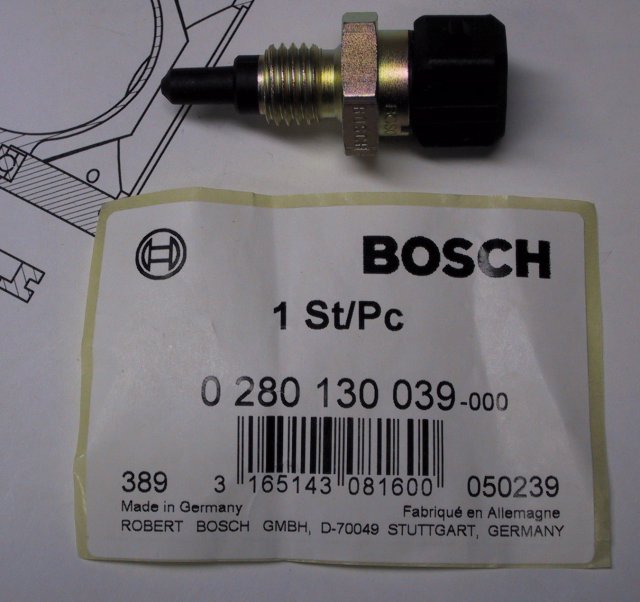 BOSCH
BOSCH
1 St/Pc
0 280 130 039-000
389 3 165143 081600 050239
Made in Germany Fabriqué en Allemagne
ROBERT BOSCH GMBH, D-70049 STUTTGART, GERMANY